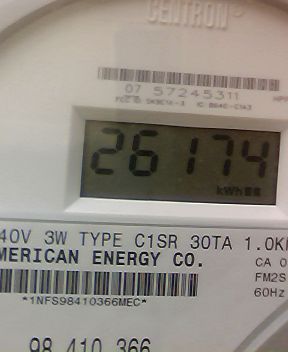 CENTRON®
07 57245311
26174
kWh
40V 3W TYPE C1SR 30TA 1.0K
MERICAN ENERGY CO.
CA 0
FM2S
60Hz
*1NFS98410366MEC*
98 410 366